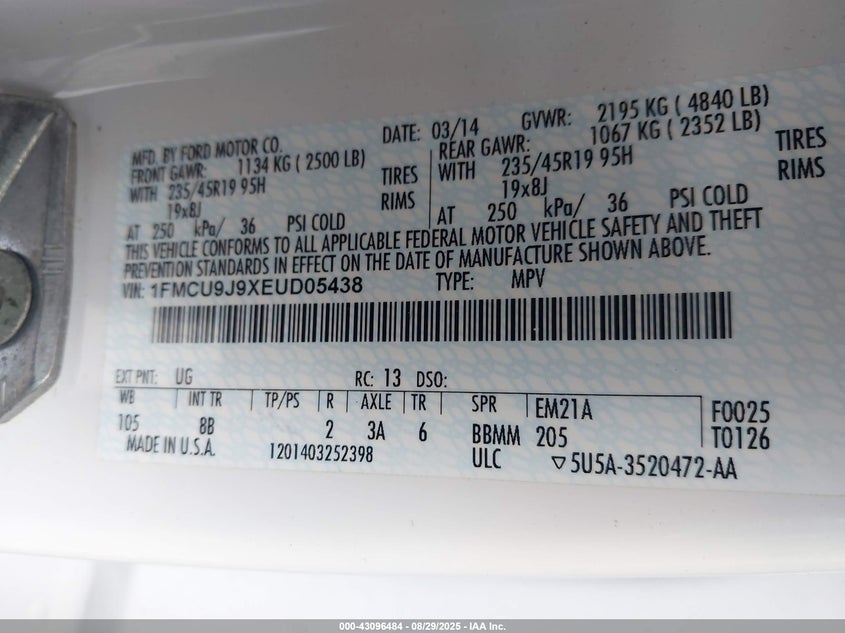 MFD. BY FORD MOTOR CO. DATE: 03/14 GVWR: 2195 KG ( 4840 LB)
FRONT GAWR: 1134 KG ( 2500 LB) REAR GAWR: 1067 KG ( 2352 LB)
WITH 235/45R19 95H TIRES WITH 235/45R19 95H TIRES
19x8J RIMS 19x8J RIMS
AT 250 kPa/ 36 PSI COLD AT 250 kPa/ 36 PSI COLD
THIS VEHICLE CONFORMS TO ALL APPLICABLE FEDERAL MOTOR VEHICLE SAFETY AND THEFT
PREVENTION STANDARDS IN EFFECT ON THE DATE OF MANUFACTURE SHOWN ABOVE.
VIN: 1FMCU9J9XEUD05438 TYPE: MPV
EXT PNT: UG RC: 13 DSO:
WB INT TR TP/PS R AXLE TR SPR EM21A F0025
105 8B 2 3A 6 BBMM 205 T0126
MADE IN U.S.A. 1201403252398 ULC ▽5U5A-3520472-AA
000-43096484 - 08/29/2025 - IAA Inc.